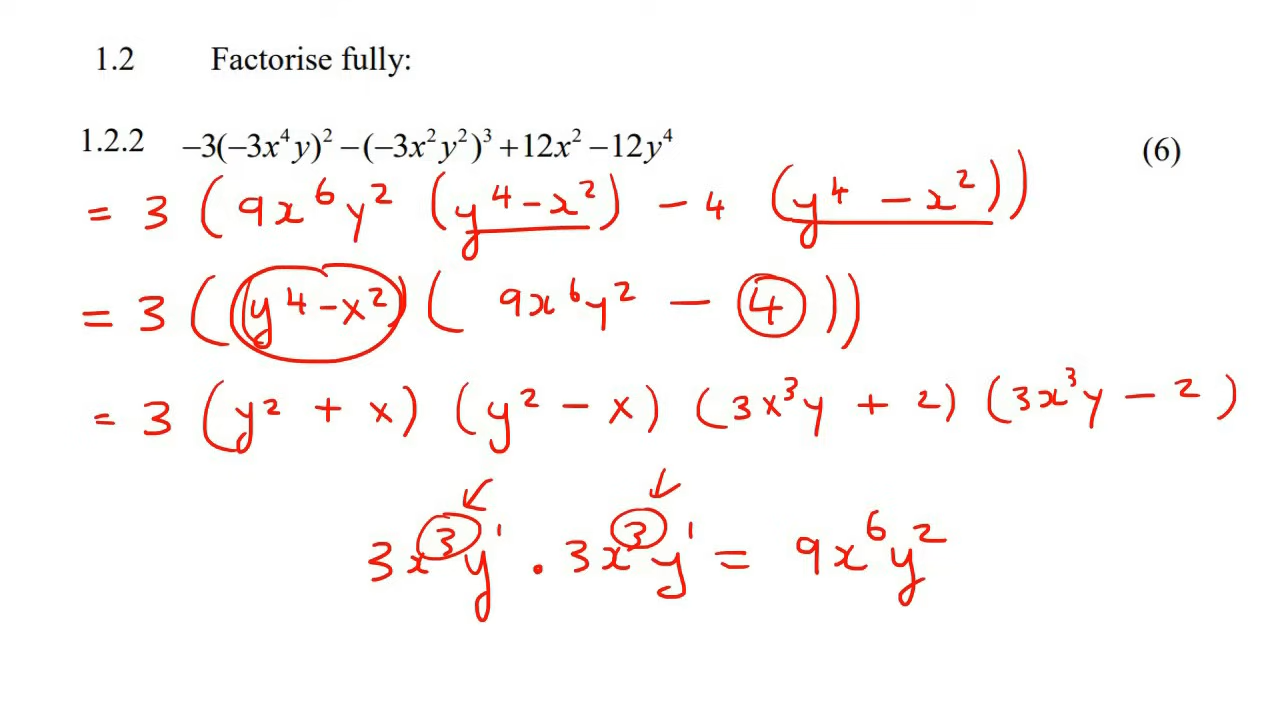 1.2 Factorise fully:
1.2.2 −3(−3x⁴y)² −(−3x²y²)³ +12x² −12y⁴ (6)
= 3 ( 9x⁶y² (y⁴ − x²) − 4 (y⁴ − x²))
= 3 ((y⁴ − x²) ( 9x⁶y² − 4 ))
= 3 (y² + x) (y² − x) (3x³y + 2) (3x³y − 2)
3x³y¹ . 3x³y¹ = 9x⁶y²